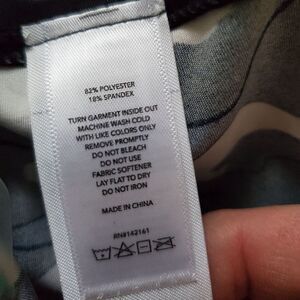 82% POLYESTER
18% SPANDEX
TURN GARMENT INSIDE OUT
MACHINE WASH COLD
WITH LIKE COLORS ONLY
REMOVE PROMPTLY
DO NOT BLEACH
DO NOT USE
FABRIC SOFTENER
LAY FLAT TO DRY
DO NOT IRON
MADE IN CHINA
RN#142161